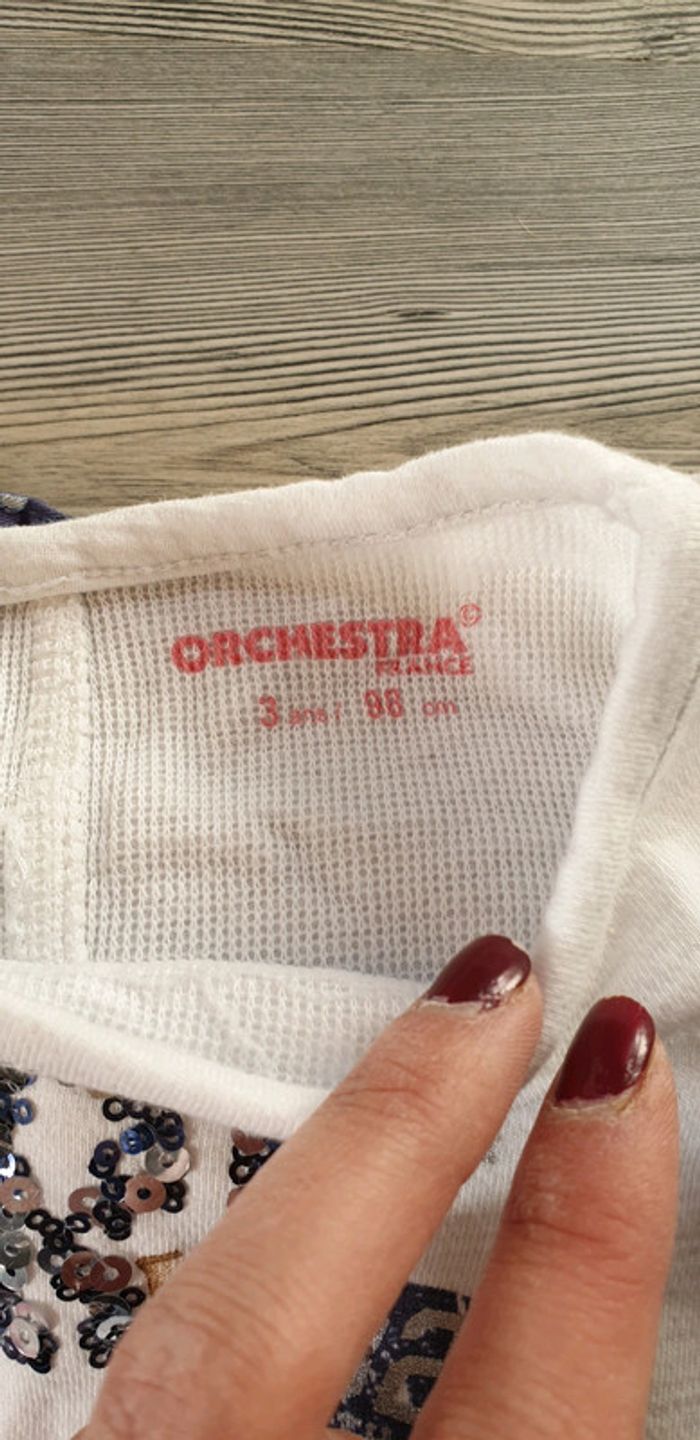 ORCHESTRA©
FRANCE
3 ans / 98 cm